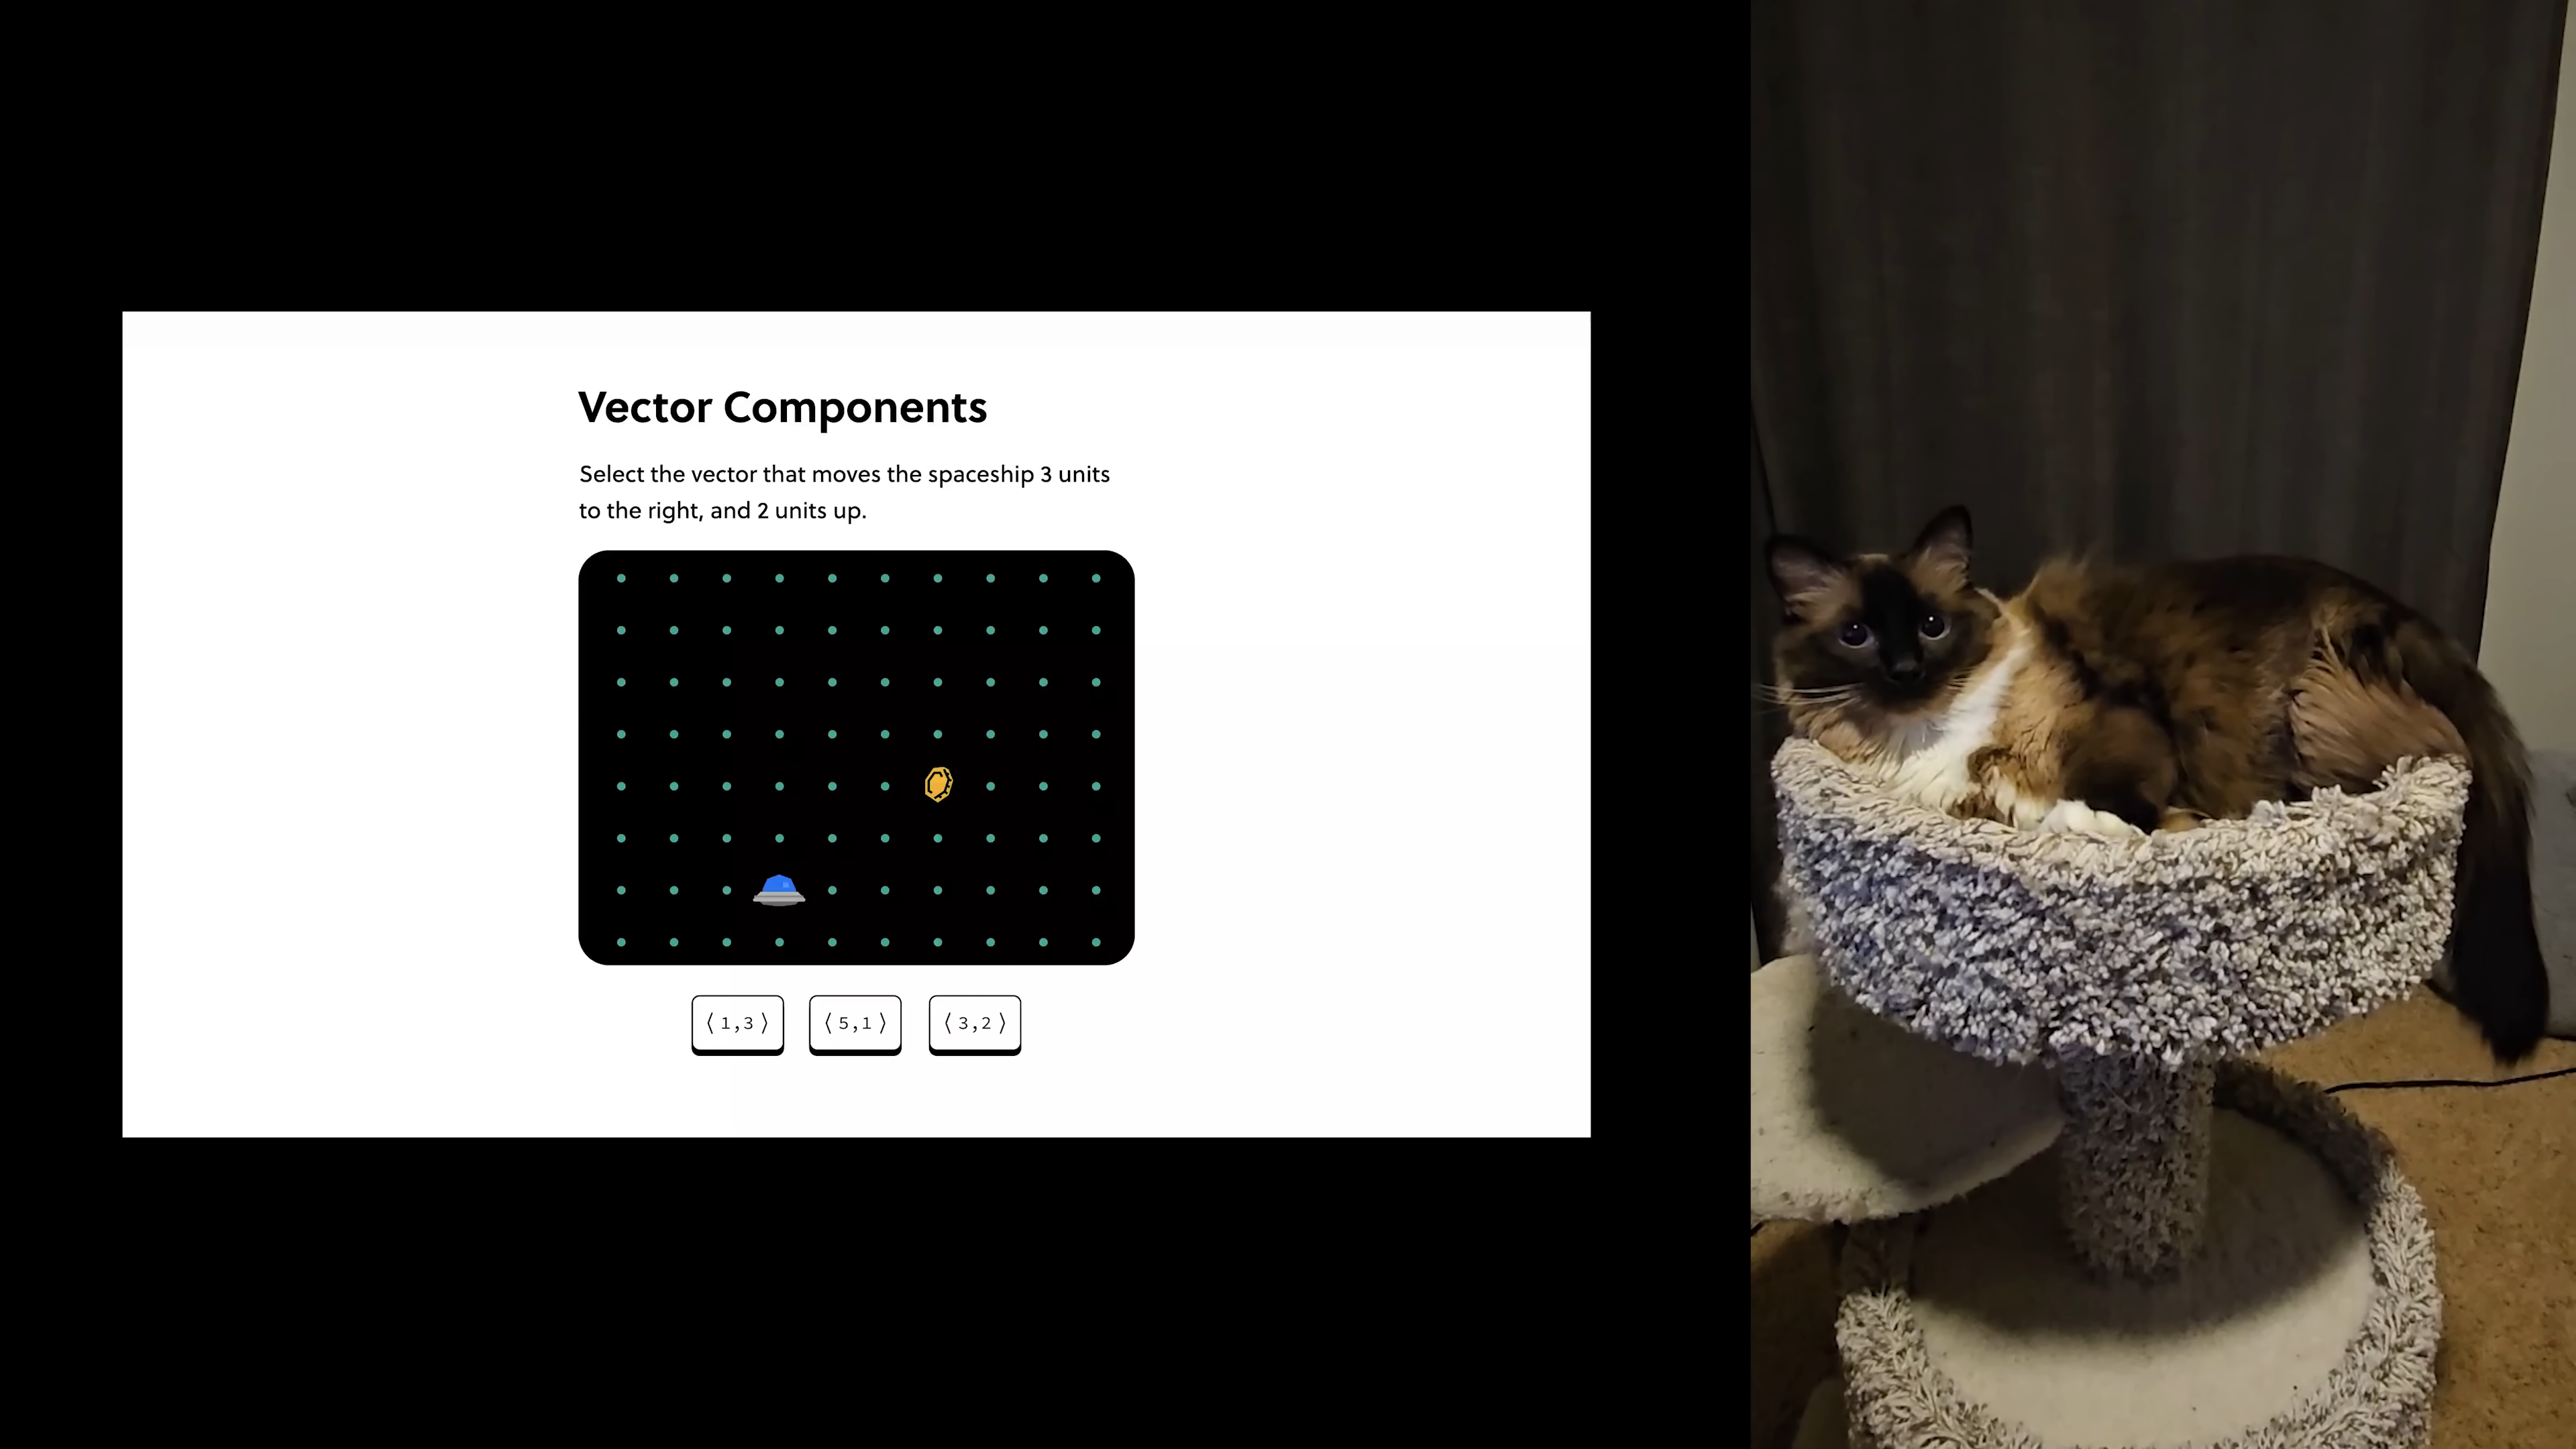 Vector Components
Select the vector that moves the spaceship 3 units
to the right, and 2 units up.
⟨1,3⟩ ⟨5,1⟩ ⟨3,2⟩